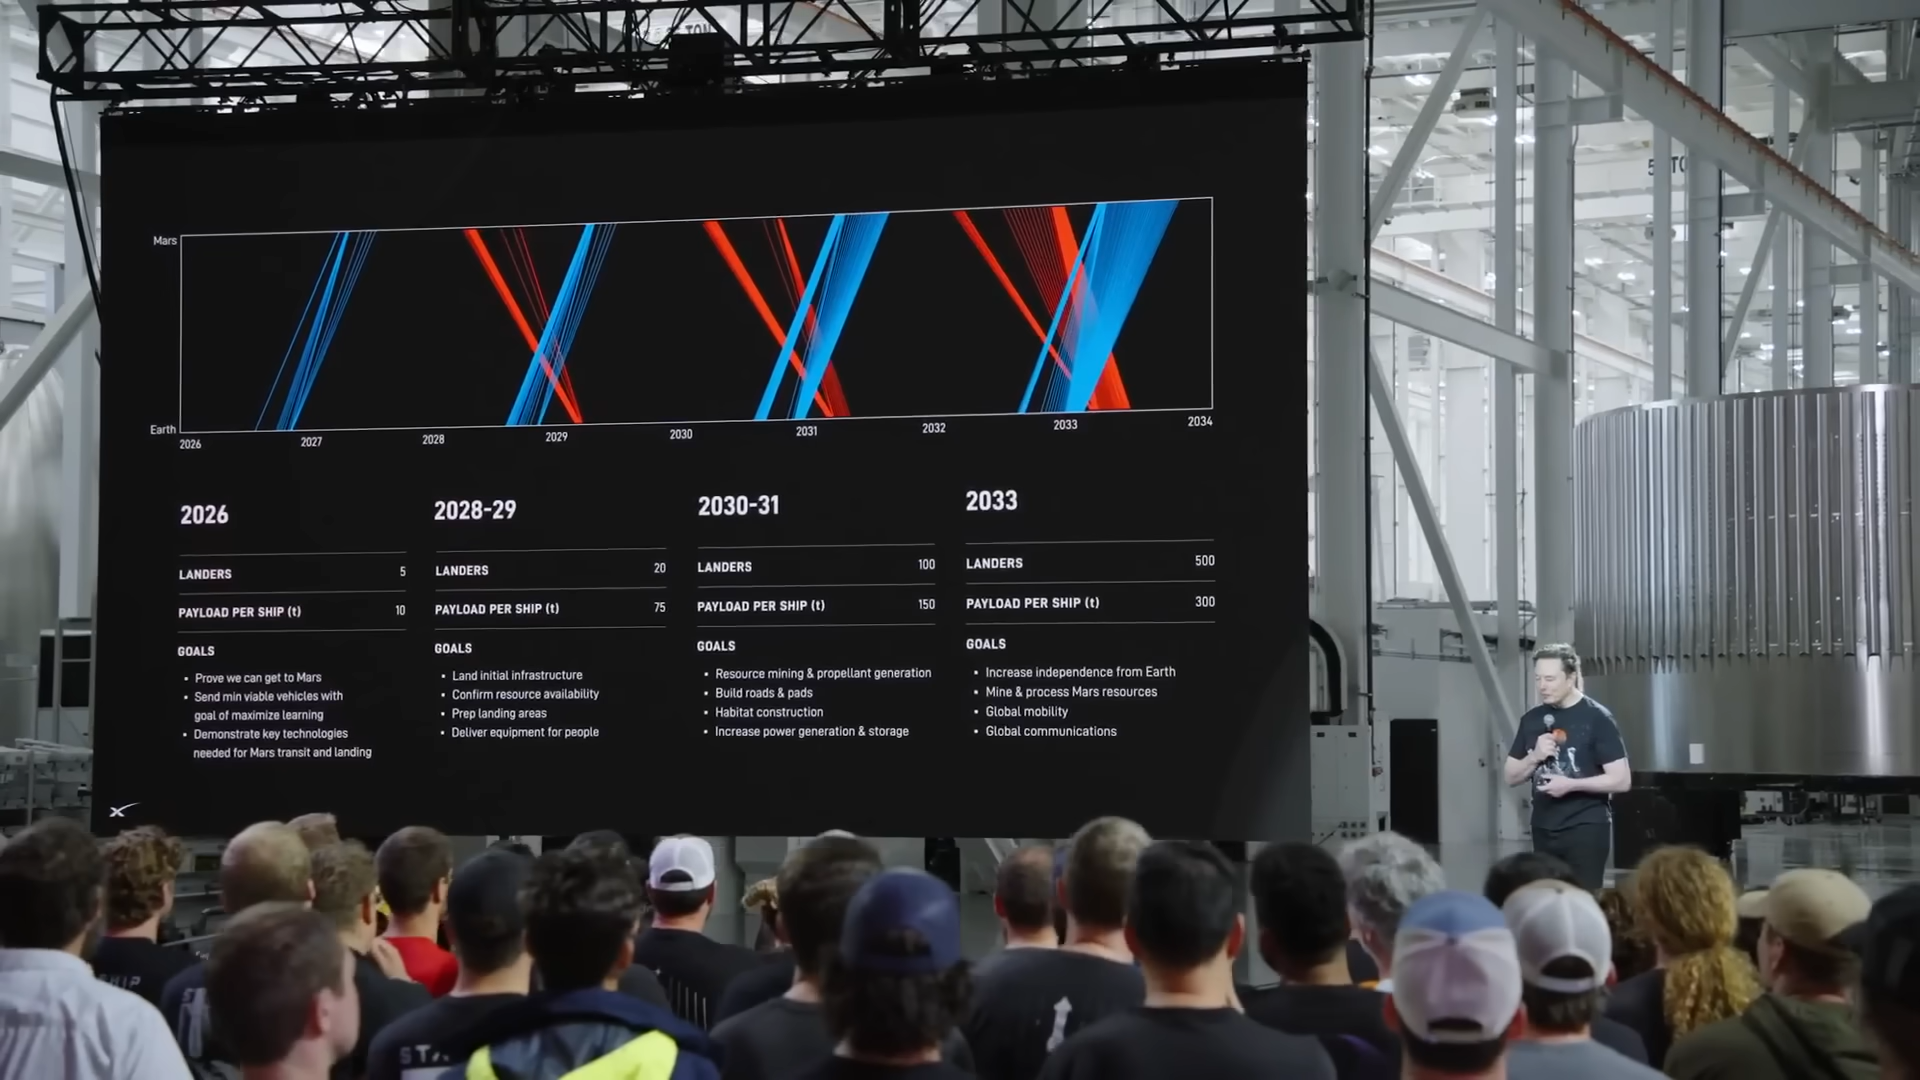 Mars
Earth
2026
2027
2028
2029
2030
2031
2032
2033
2034
2026
LANDERS 5
PAYLOAD PER SHIP (t) 10
GOALS
• Prove we can get to Mars
• Send min viable vehicles with
goal of maximize learning
• Demonstrate key technologies
needed for Mars transit and landing
2028-29
LANDERS 20
PAYLOAD PER SHIP (t) 75
GOALS
• Land initial infrastructure
• Confirm resource availability
• Prep landing areas
• Deliver equipment for people
2030-31
LANDERS 100
PAYLOAD PER SHIP (t) 150
GOALS
• Resource mining & propellant generation
• Build roads & pads
• Habitat construction
• Increase power generation & storage
2033
LANDERS 500
PAYLOAD PER SHIP (t) 300
GOALS
• Increase independence from Earth
• Mine & process Mars resources
• Global mobility
• Global communications